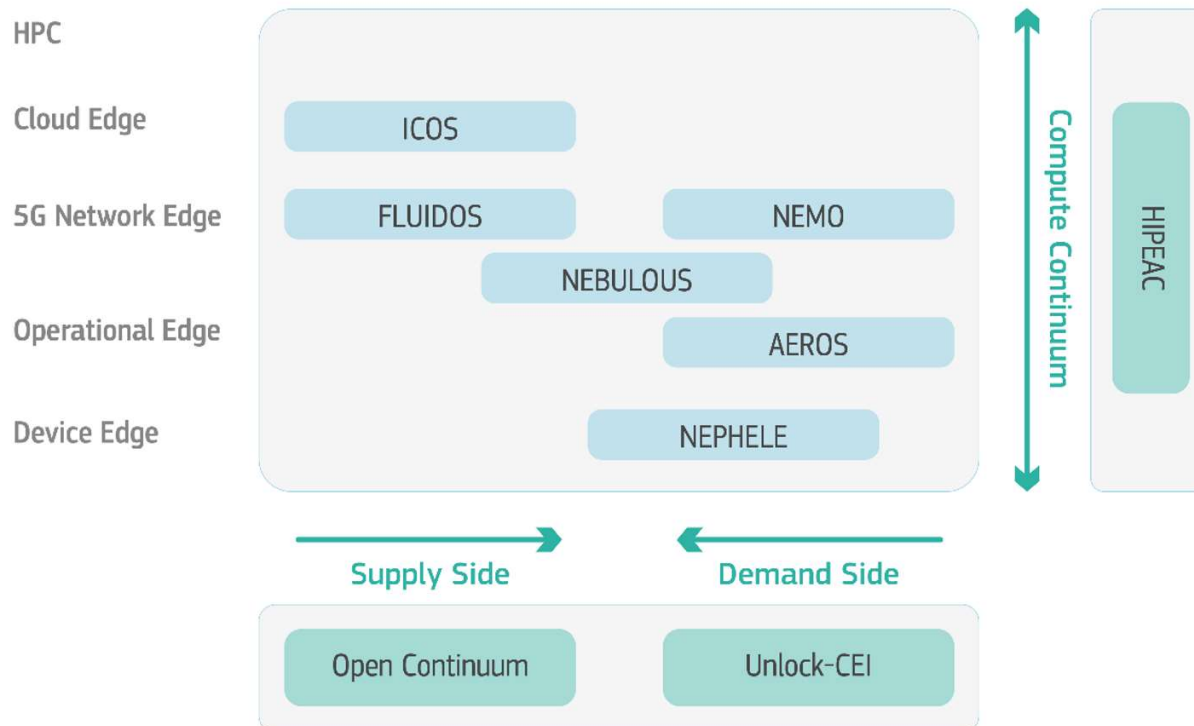 HPC
Cloud Edge
ICOS
5G Network Edge
FLUIDOS
NEMO
NEBULOUS
Operational Edge
AEROS
Device Edge
NEPHELE
Compute Continuum
HIPEAC
Supply Side
Demand Side
Open Continuum
Unlock-CEI